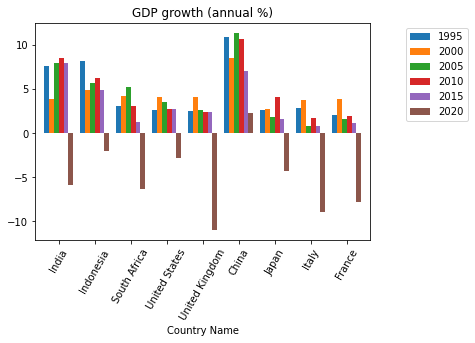 GDP growth (annual %)
10
5
0
−5
−10
India
Indonesia
South Africa
United States
United Kingdom
China
Japan
Italy
France
Country Name
1995
2000
2005
2010
2015
2020